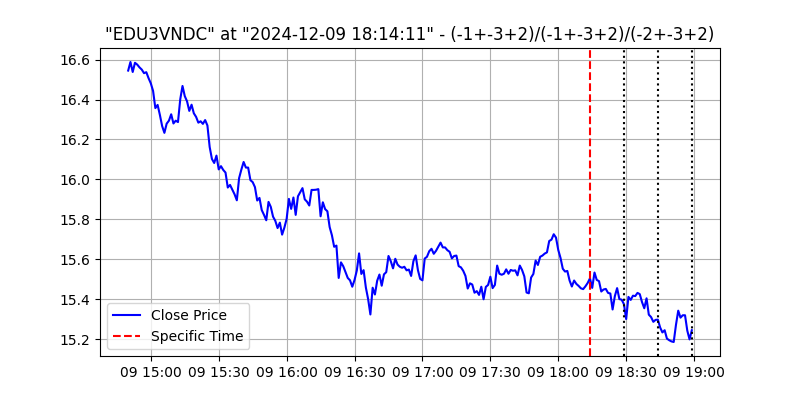 "EDU3VNDC" at "2024-12-09 18:14:11" - (-1+-3+2)/(-1+-3+2)/(-2+-3+2)
16.6
16.4
16.2
16.0
15.8
15.6
15.4
15.2
Close Price
Specific Time
09 15:00 09 15:30 09 16:00 09 16:30 09 17:00 09 17:30 09 18:00 09 18:30 09 19:00